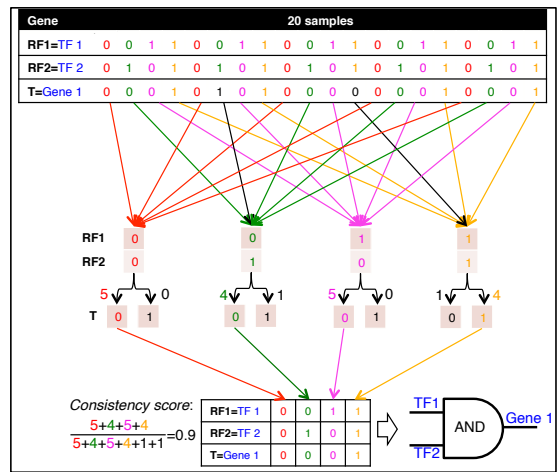 Gene 20 samples
RF1=TF 1 0 0 1 1 0 0 1 1 0 0 1 1 0 0 1 1 0 0 1 1
RF2=TF 2 0 1 0 1 0 1 0 1 0 1 0 1 0 1 0 1 0 1 0 1
T=Gene 1 0 0 0 1 0 1 0 1 0 0 0 0 0 0 0 1 0 0 0 1
RF1 0 0 1 1
RF2 0 1 0 1
5 0 4 1 5 0 1 4
T 0 1 0 1 0 1 0 1
Consistency score:
5+4+5+4
5+4+5+4+1+1
=0.9
RF1=TF 1 0 0 1 1
RF2=TF 2 0 1 0 1
T=Gene 1 0 0 0 1
TF1
TF2
AND
Gene 1